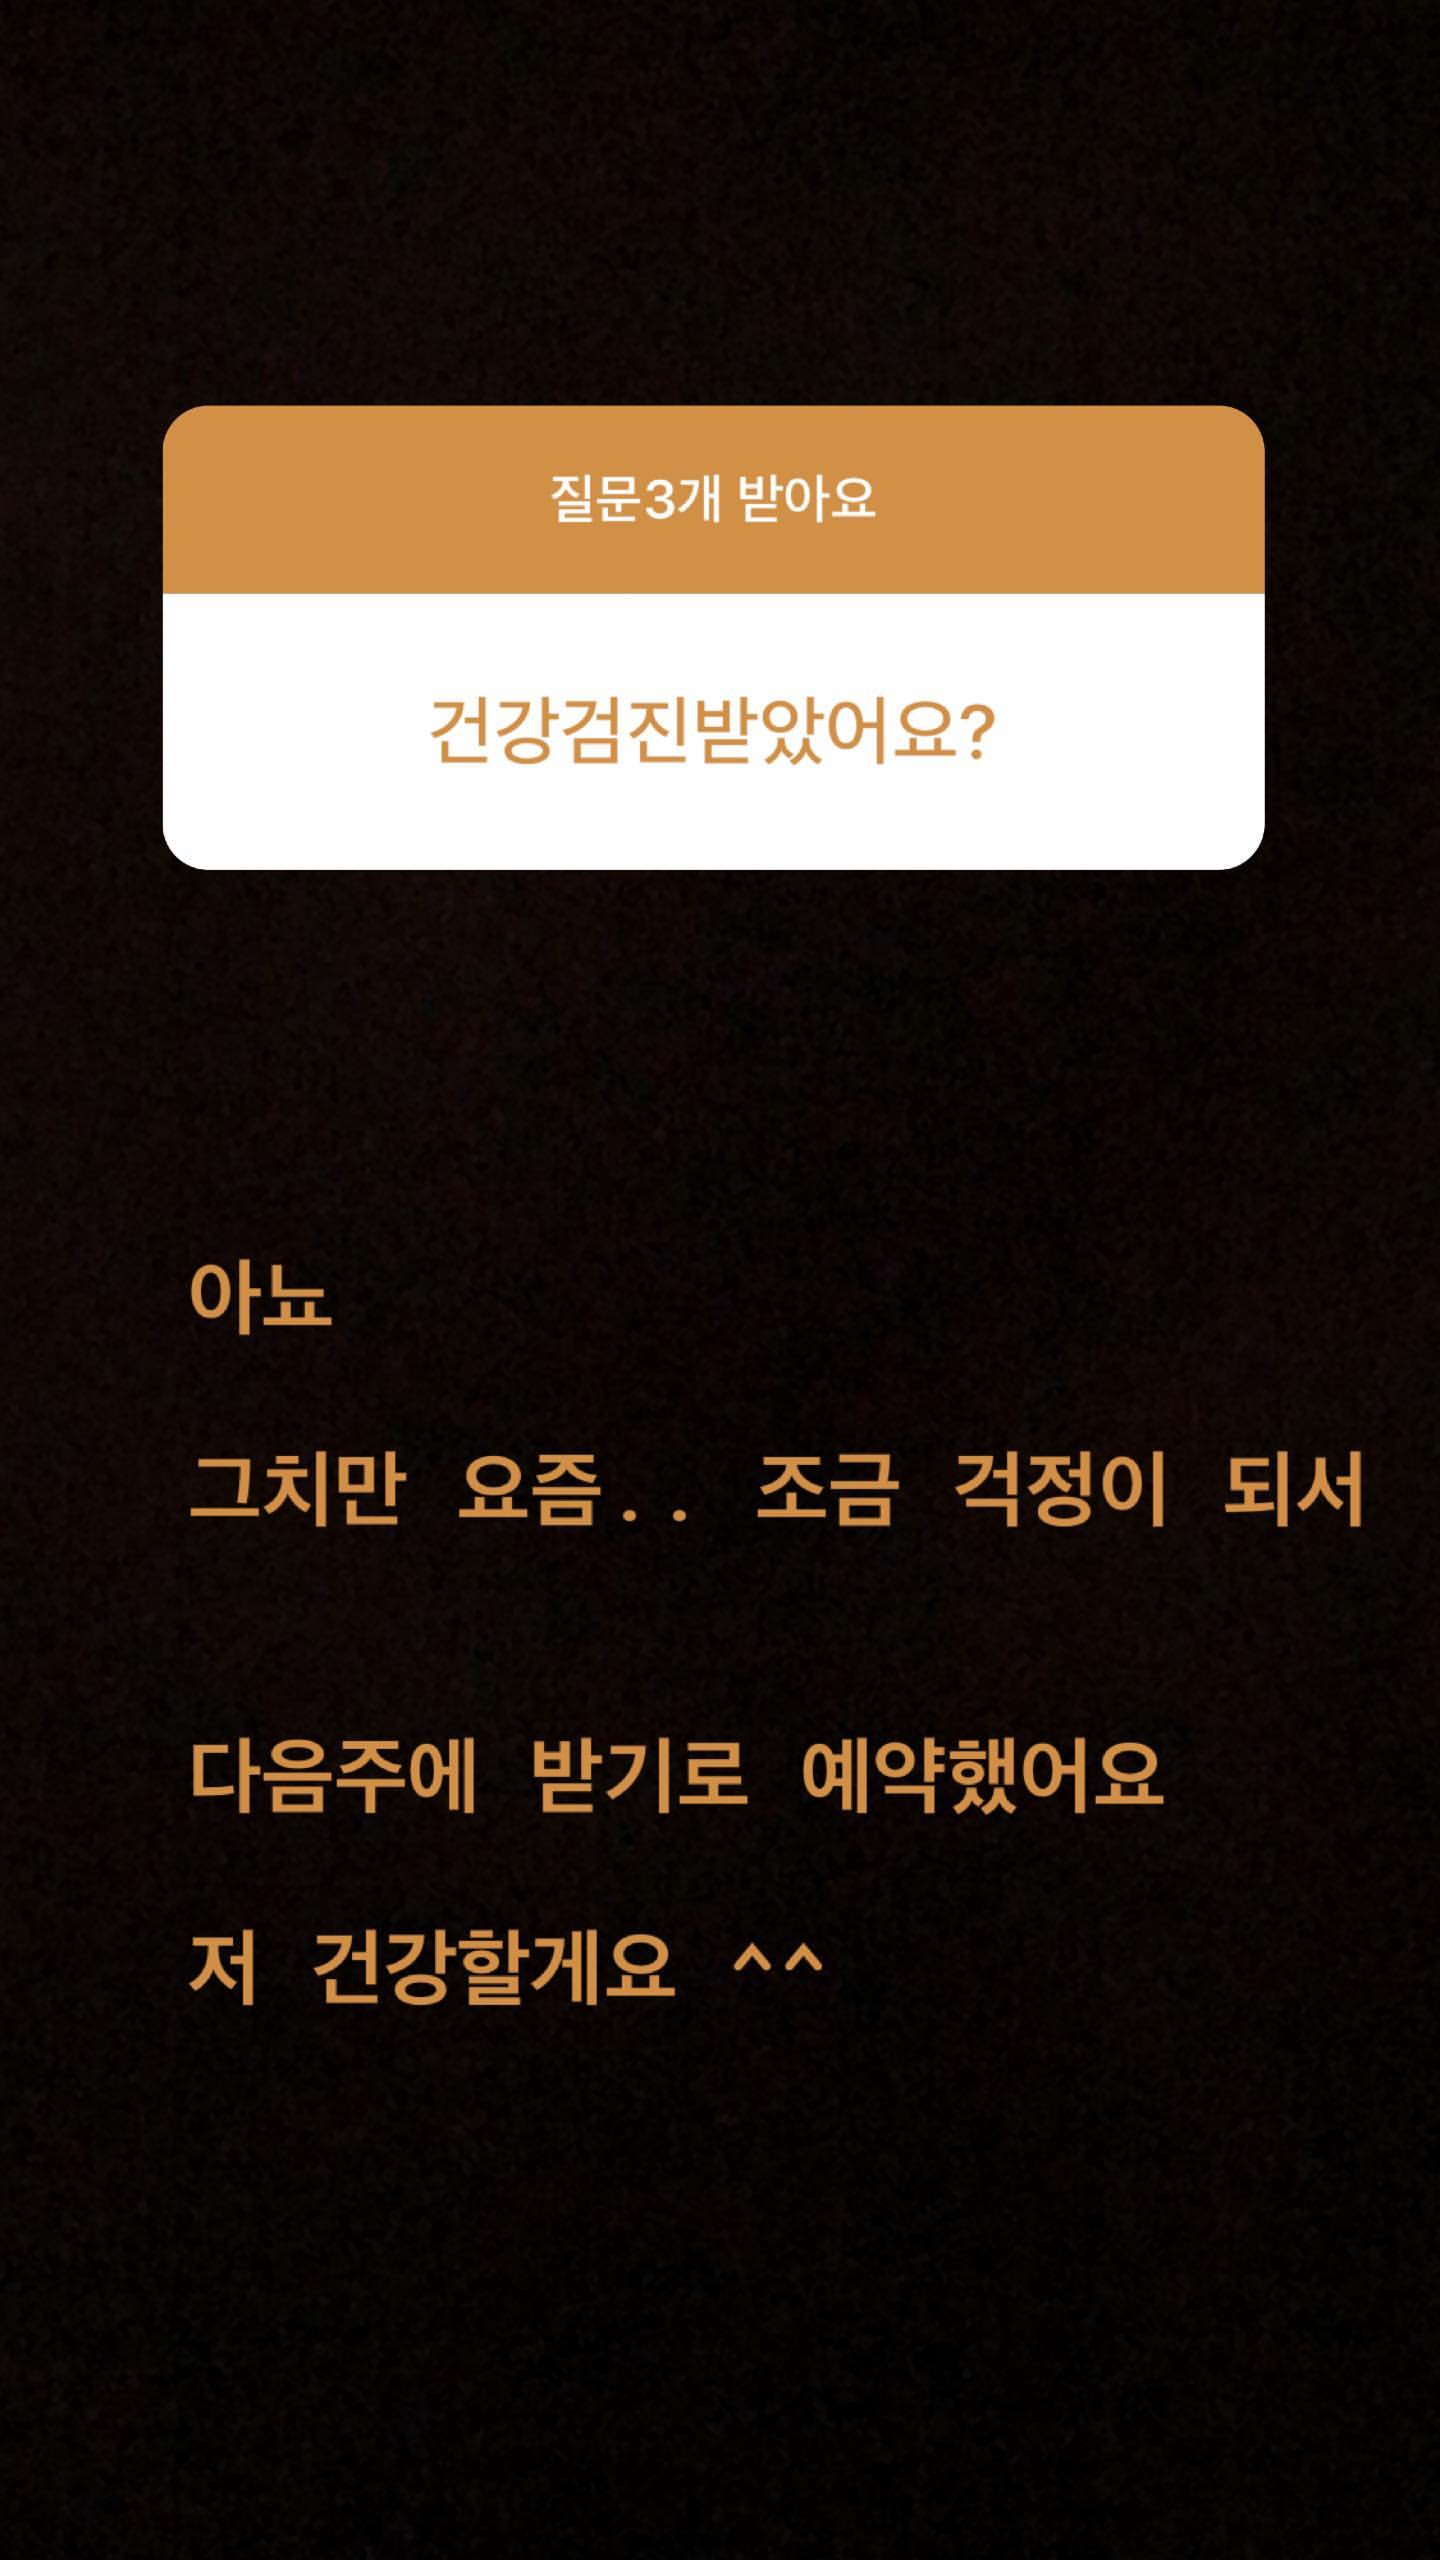 질문3개 받아요
건강검진받았어요?
아뇨
그치만 요즘.. 조금 걱정이 되서
다음주에 받기로 예약했어요
저 건강할게요 ^^